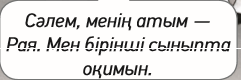 Сәлем, менің атым —
Рая. Мен бірінші сыныпта
оқимын.